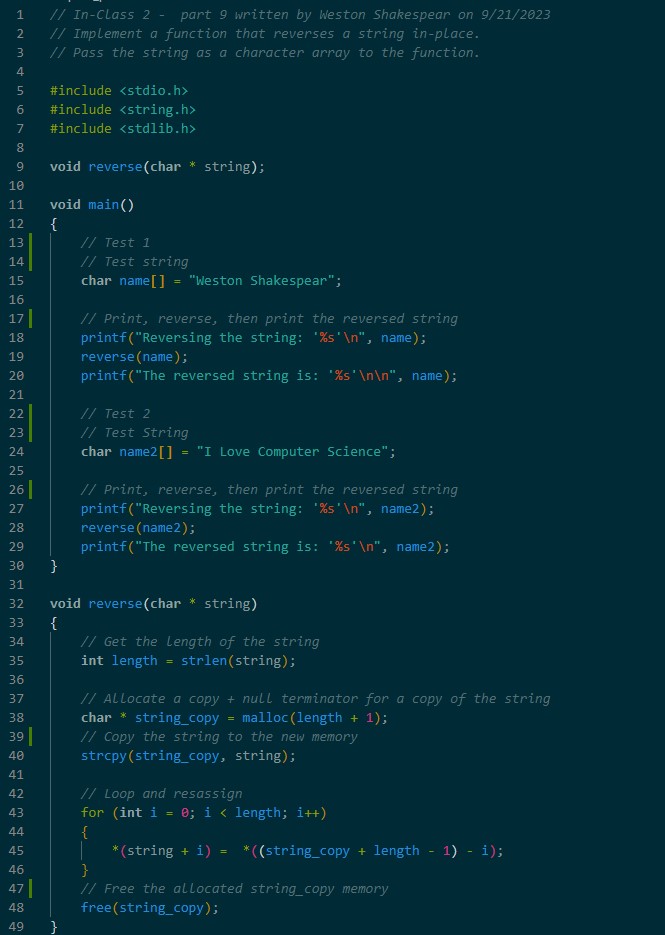 1 // In-Class 2 -  part 9 written by Weston Shakespear on 9/21/2023
2 // Implement a function that reverses a string in-place.
3 // Pass the string as a character array to the function.
4
5 #include <stdio.h>
6 #include <string.h>
7 #include <stdlib.h>
8
9 void reverse(char * string);
10
11 void main()
12 {
13     // Test 1
14     // Test string
15     char name[] = "Weston Shakespear";
16
17     // Print, reverse, then print the reversed string
18     printf("Reversing the string: '%s'\n", name);
19     reverse(name);
20     printf("The reversed string is: '%s'\n\n", name);
21
22     // Test 2
23     // Test String
24     char name2[] = "I Love Computer Science";
25
26     // Print, reverse, then print the reversed string
27     printf("Reversing the string: '%s'\n", name2);
28     reverse(name2);
29     printf("The reversed string is: '%s'\n", name2);
30 }
31
32 void reverse(char * string)
33 {
34     // Get the length of the string
35     int length = strlen(string);
36
37     // Allocate a copy + null terminator for a copy of the string
38     char * string_copy = malloc(length + 1);
39     // Copy the string to the new memory
40     strcpy(string_copy, string);
41
42     // Loop and resassign
43     for (int i = 0; i < length; i++)
44     {
45         *(string + i) =  *((string_copy + length - 1) - i);
46     }
47     // Free the allocated string_copy memory
48     free(string_copy);
49 }